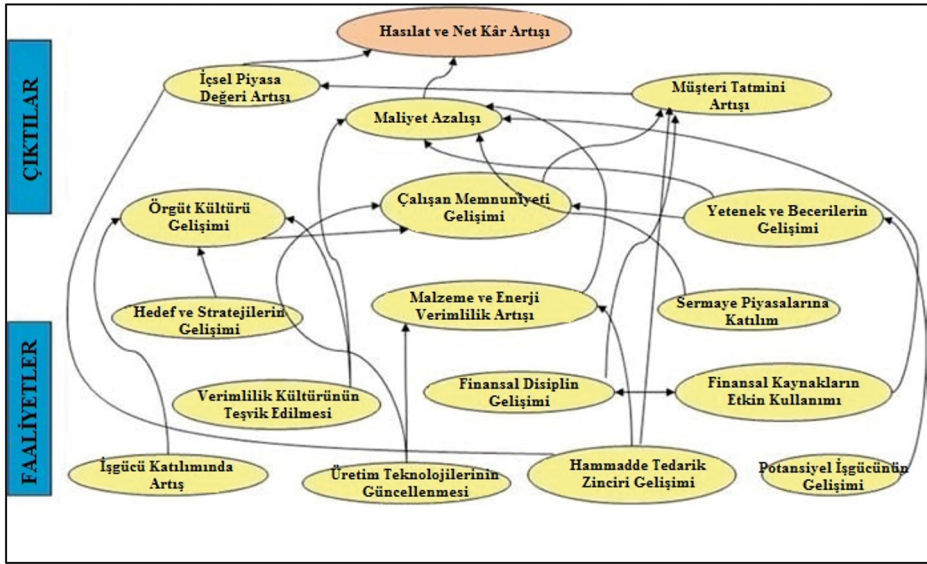 Hasılat ve Net Kâr Artışı
ÇIKTILAR
İçsel Piyasa
Değeri Artışı
Müşteri Tatmini
Artışı
Maliyet Azalışı
Örgüt Kültürü
Gelişimi
Çalışan Memnuniyeti
Gelişimi
Yetenek ve Becerilerin
Gelişimi
Hedef ve Stratejilerin
Gelişimi
Malzeme ve Enerji
Verimlilik Artışı
Sermaye Piyasalarına
Katılım
FAALİYETLER
Verimlilik Kültürünün
Teşvik Edilmesi
Finansal Disiplin
Gelişimi
Finansal Kaynakların
Etkin Kullanımı
İşgücü Katılımında
Artış
Üretim Teknolojilerinin
Güncellenmesi
Hammadde Tedarik
Zinciri Gelişimi
Potansiyel İşgücünün
Gelişimi